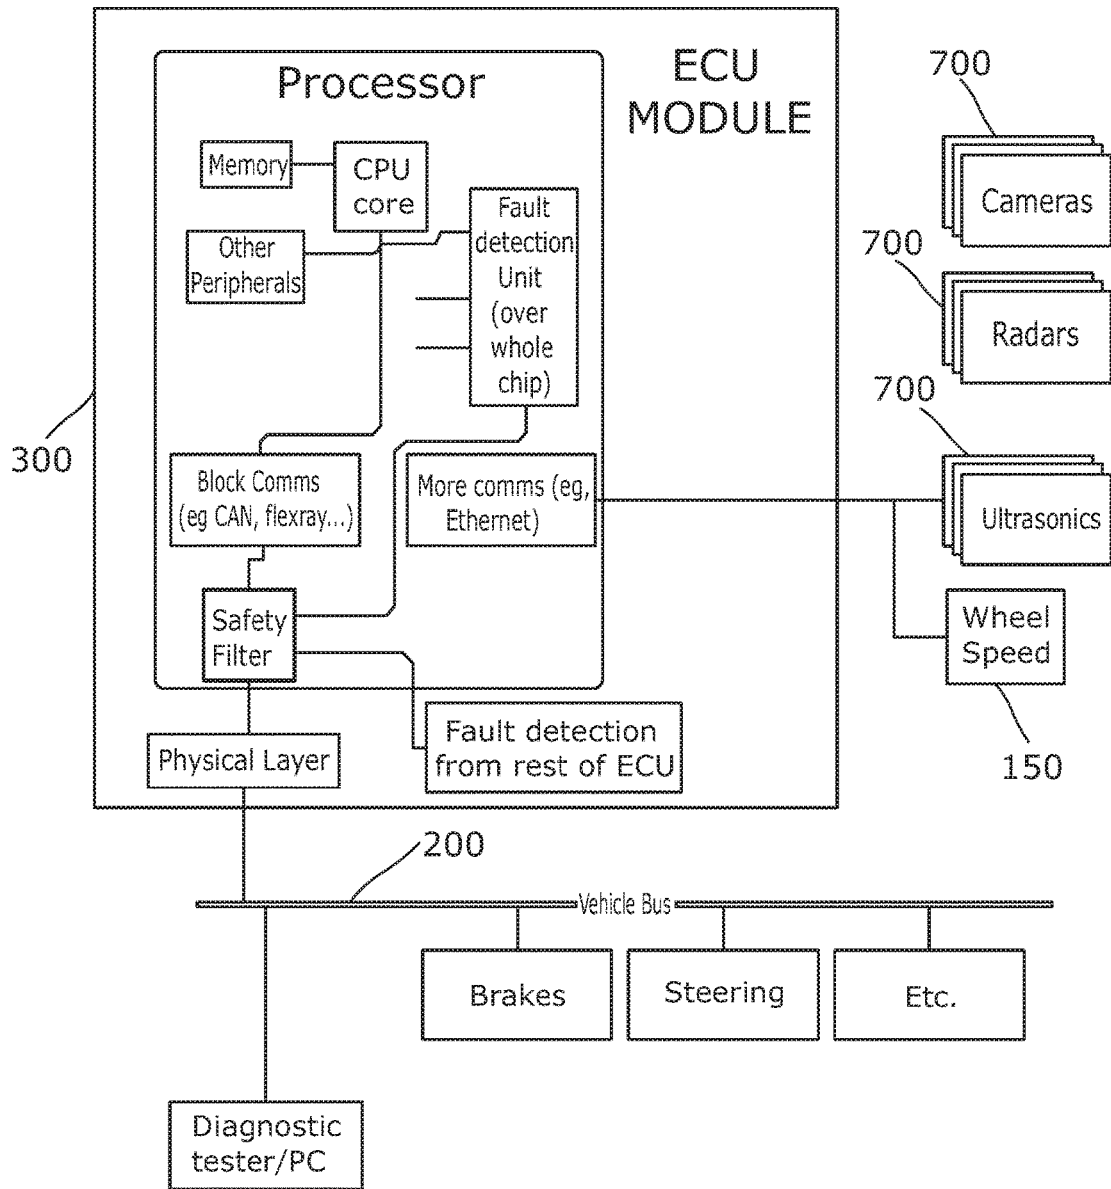 Processor
ECU
MODULE
Memory
CPU
core
Other
Peripherals
Fault
detection
Unit
(over
whole
chip)
Block Comms
(eg CAN, flexray...)
More comms (eg,
Ethernet)
Safety
Filter
Physical Layer
Fault detection
from rest of ECU
300
700
Cameras
700
Radars
700
Ultrasonics
Wheel
Speed
150
200
Vehicle Bus
Brakes
Steering
Etc.
Diagnostic
tester/PC